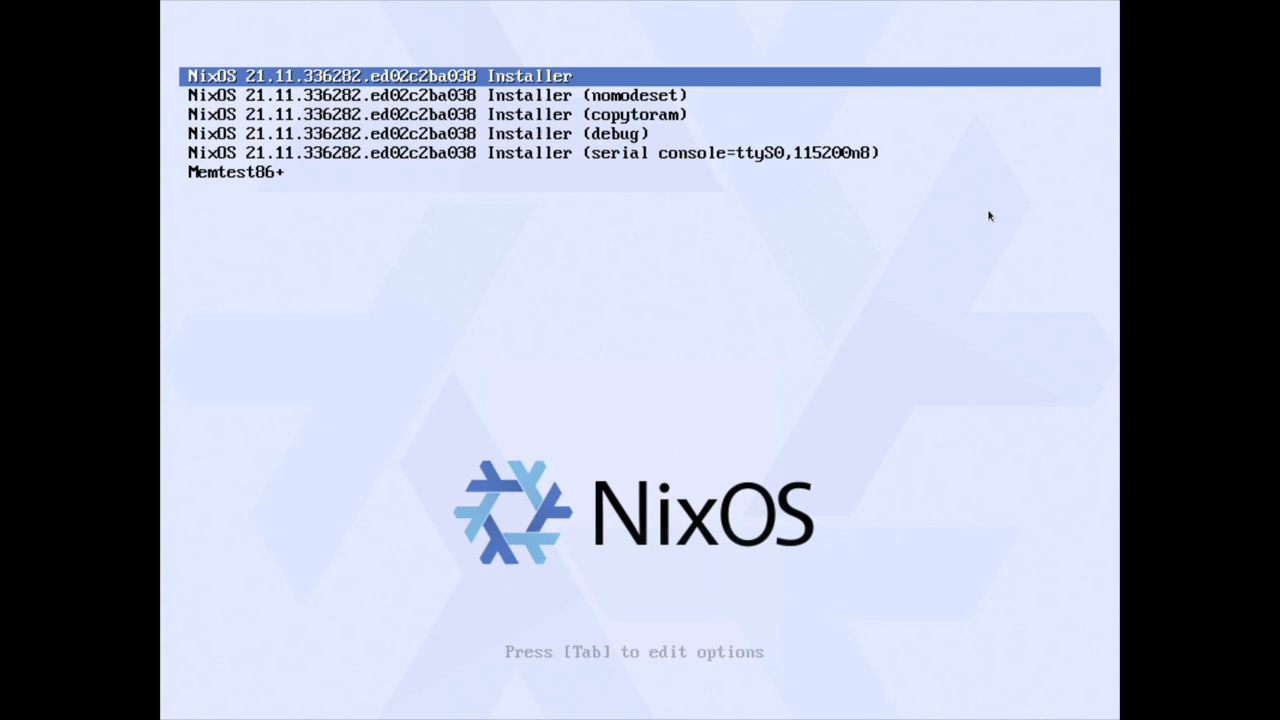 NixOS 21.11.336282.ed02c2ba038 Installer
NixOS 21.11.336282.ed02c2ba038 Installer (nomodeset)
NixOS 21.11.336282.ed02c2ba038 Installer (copytoram)
NixOS 21.11.336282.ed02c2ba038 Installer (debug)
NixOS 21.11.336282.ed02c2ba038 Installer (serial console=ttyS0,115200n8)
Memtest86+
NixOS
Press [Tab] to edit options